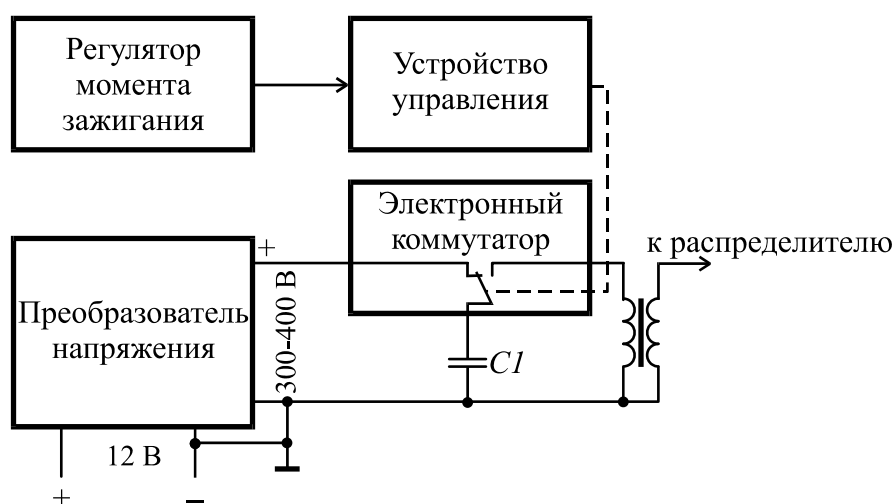 Регулятор
момента
зажигания
Устройство
управления
Электронный
коммутатор
к распределителю
+
Преобразователь
напряжения
300-400 В
C1
12 В
+
−